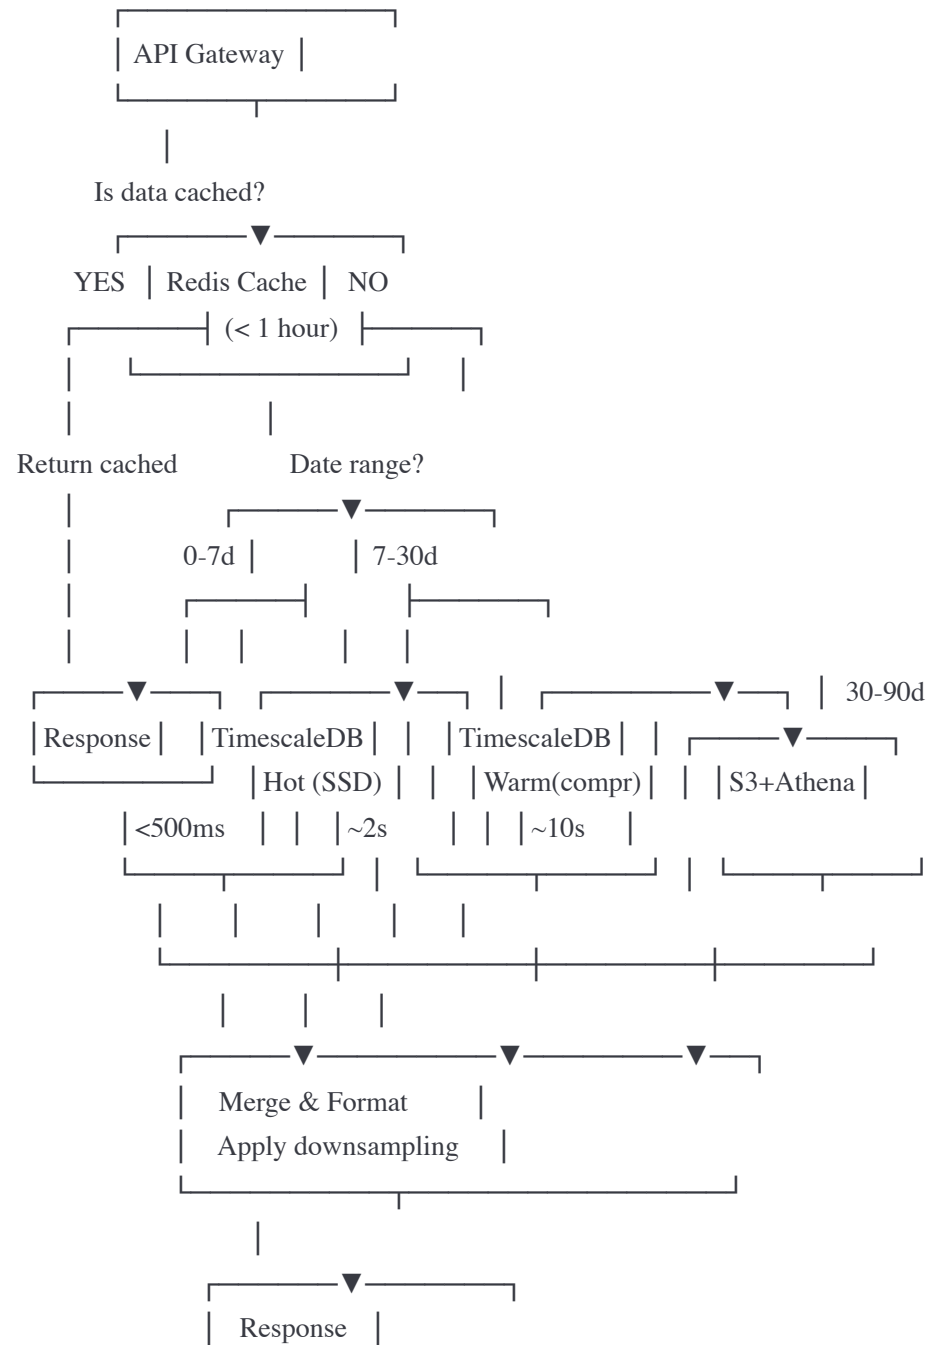 API Gateway
Is data cached?
YES Redis Cache NO
(< 1 hour)
Return cached Date range?
0-7d 7-30d
30-90d
Response TimescaleDB TimescaleDB
Hot (SSD) Warm(compr) S3+Athena
<500ms ~2s ~10s
Merge & Format
Apply downsampling
Response